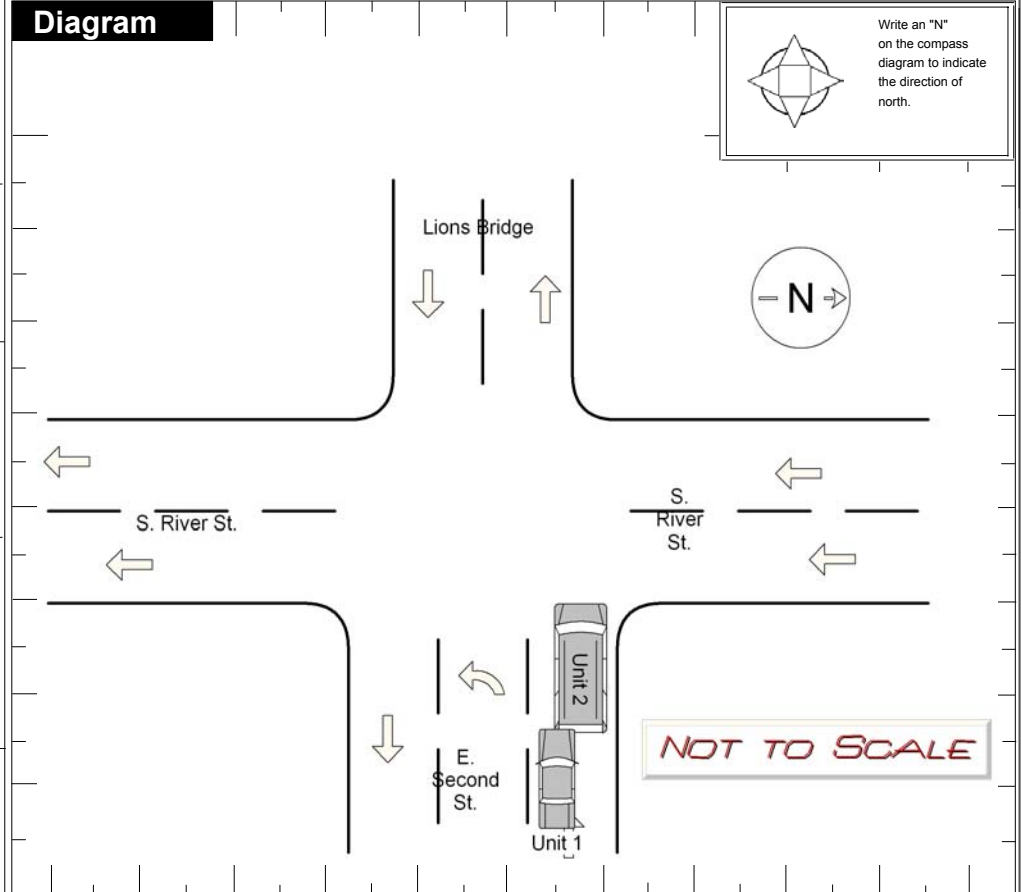 Diagram
Write an "N"
on the compass
diagram to indicate
the direction of
north.
Lions Bridge
N
S. River St.
S.
River
St.
Unit 2
NOT TO SCALE
E.
Second
St.
Unit 1